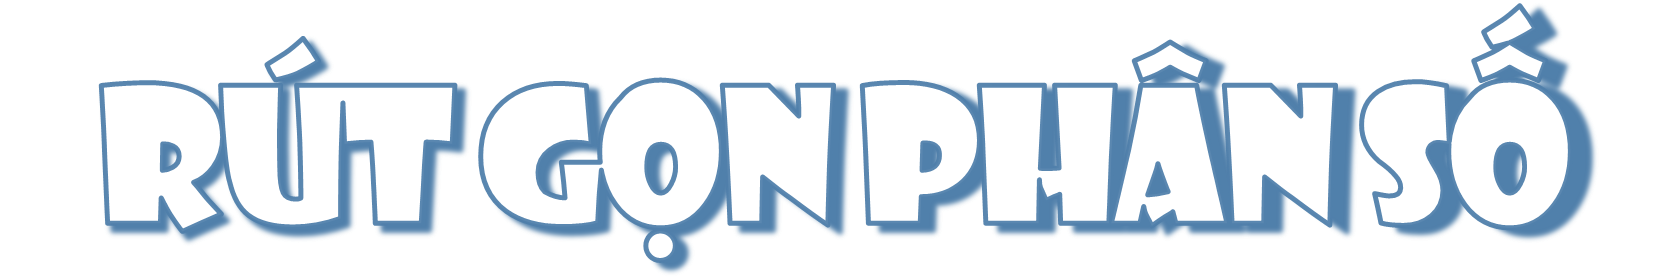 RÚT GỌN PHÂN SỐ